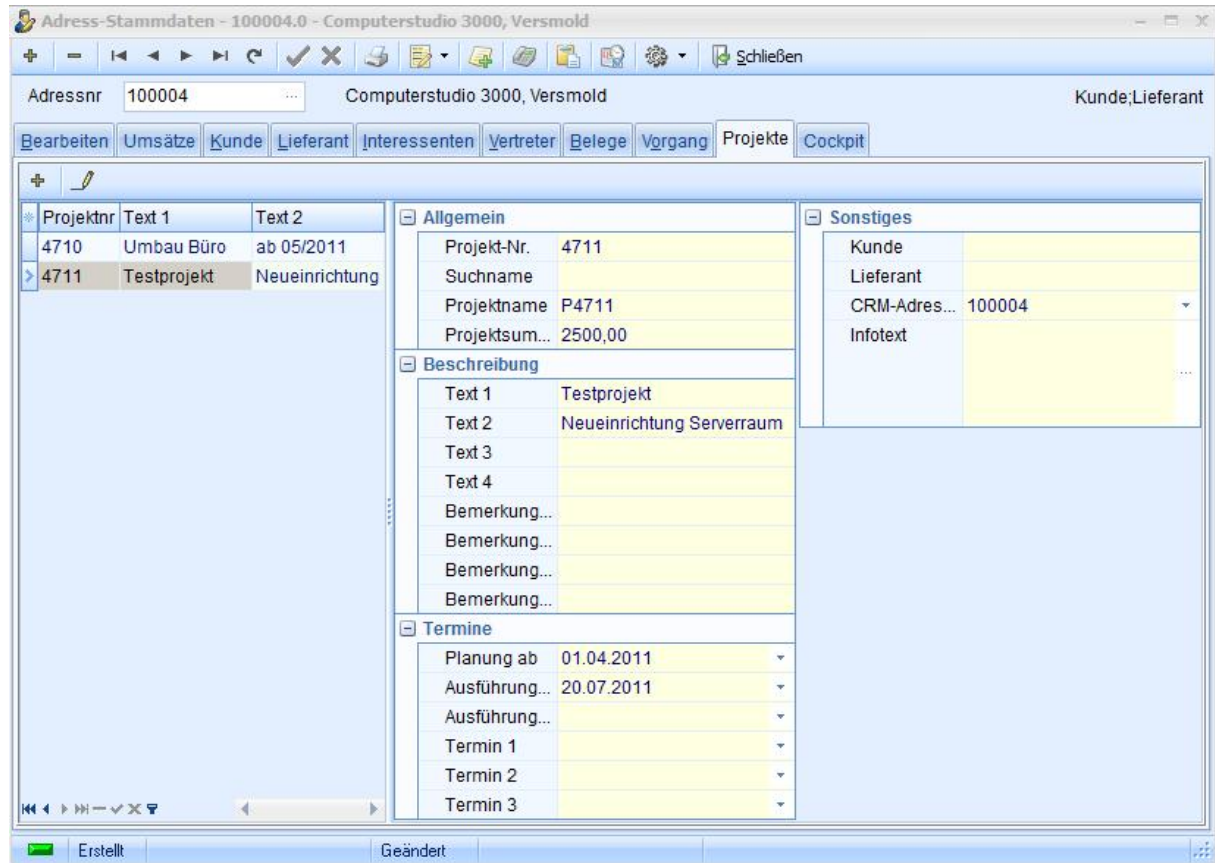 Adress-Stammdaten - 100004.0 - Computerstudio 3000, Versmold
Schließen
Adressnr 100004 ... Computerstudio 3000, Versmold Kunde;Lieferant
Bearbeiten Umsätze Kunde Lieferant Interessenten Vertreter Belege Vorgang Projekte Cockpit
Projektnr Text 1 Text 2
4710 Umbau Büro ab 05/2011
4711 Testprojekt Neueinrichtung
Allgemein
Projekt-Nr. 4711
Suchname
Projektname P4711
Projektsum... 2500,00
Beschreibung
Text 1 Testprojekt
Text 2 Neueinrichtung Serverraum
Text 3
Text 4
Bemerkung...
Bemerkung...
Bemerkung...
Bemerkung...
Termine
Planung ab 01.04.2011
Ausführung... 20.07.2011
Ausführung...
Termin 1
Termin 2
Termin 3
Sonstiges
Kunde
Lieferant
CRM-Adres... 100004
Infotext
...
Erstellt Geändert